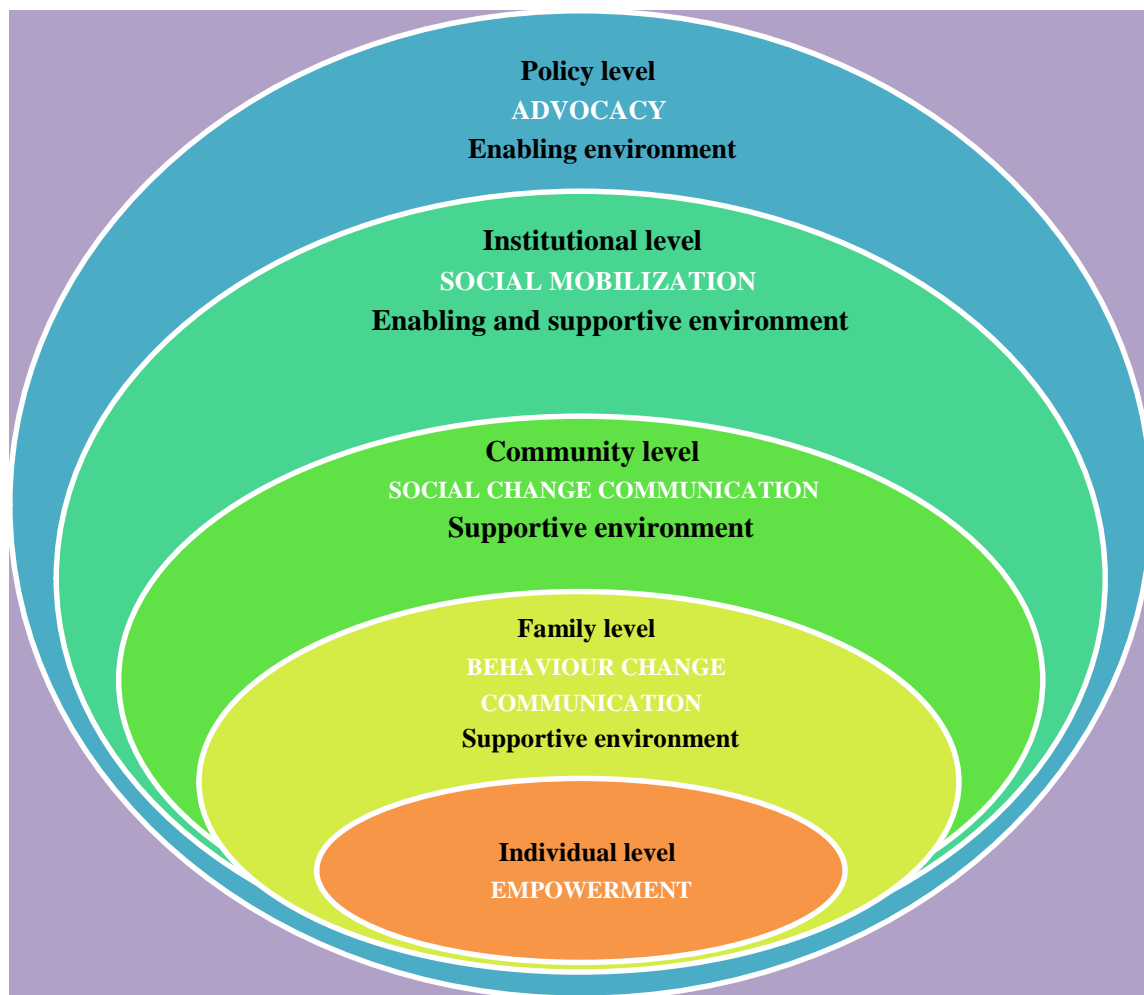 Policy level
ADVOCACY
Enabling environment
Institutional level
SOCIAL MOBILIZATION
Enabling and supportive environment
Community level
SOCIAL CHANGE COMMUNICATION
Supportive environment
Family level
BEHAVIOUR CHANGE
COMMUNICATION
Supportive environment
Individual level
EMPOWERMENT